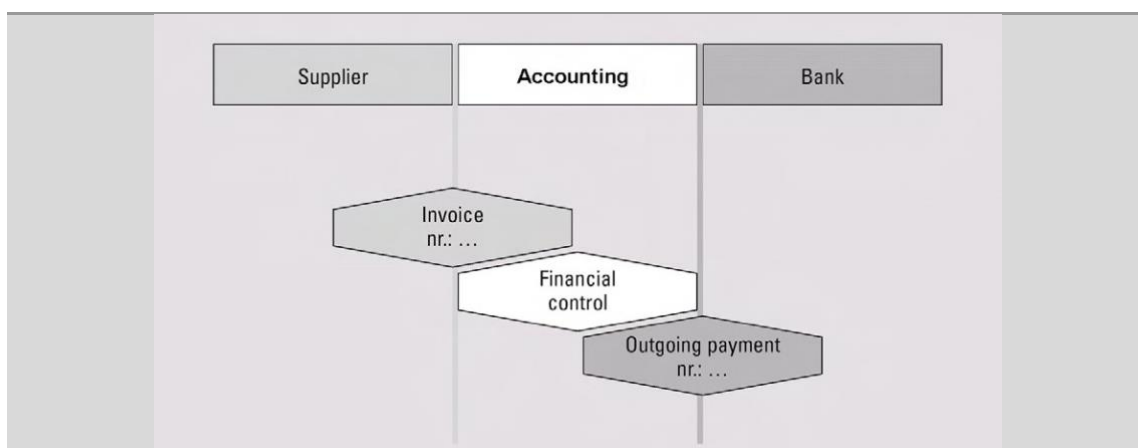 Supplier
Accounting
Bank
Invoice
nr.: …
Financial
control
Outgoing payment
nr.: …